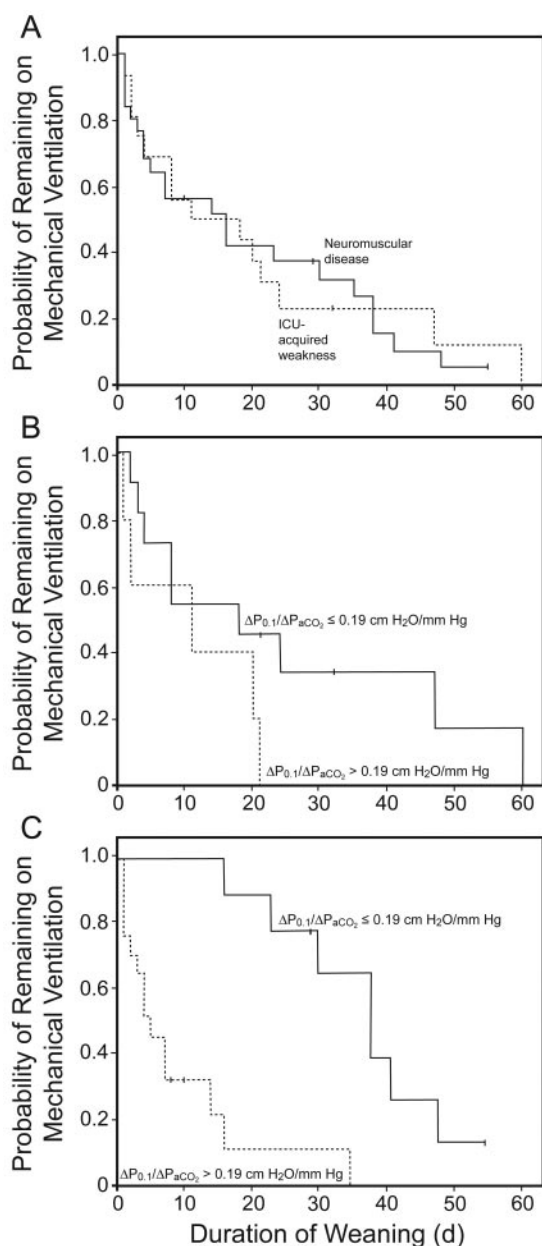 A
Probability of Remaining on
Mechanical Ventilation
1.0
0.8
0.6
0.4
0.2
0
Neuromuscular
disease
ICU-
acquired
weakness
0 10 20 30 40 50 60
B
Probability of Remaining on
Mechanical Ventilation
1.0
0.8
0.6
0.4
0.2
0
ΔP0.1/ΔPaCO2 ≤ 0.19 cm H2O/mm Hg
ΔP0.1/ΔPaCO2 > 0.19 cm H2O/mm Hg
0 10 20 30 40 50 60
C
Probability of Remaining on
Mechanical Ventilation
1.0
0.8
0.6
0.4
0.2
0
ΔP0.1/ΔPaCO2 ≤ 0.19 cm H2O/mm Hg
ΔP0.1/ΔPaCO2 > 0.19 cm H2O/mm Hg
0 10 20 30 40 50 60
Duration of Weaning (d)